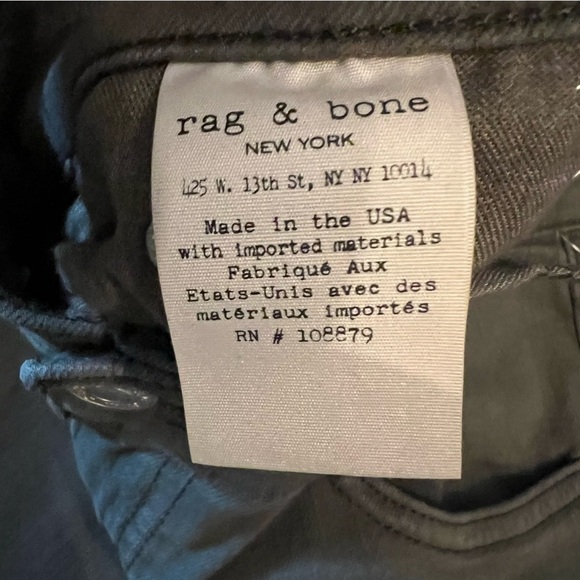 rag & bone
NEW YORK
425 W. 13th St, NY NY 10014
Made in the USA
with imported materials
Fabriqué Aux
Etats-Unis avec des
matériaux importés
RN # 108879